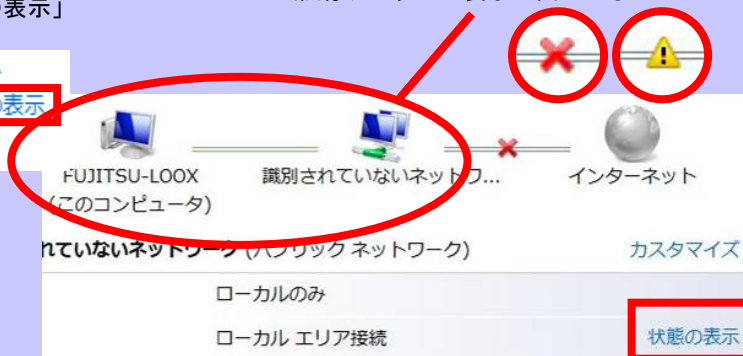 の表示」
の表示
FUJITSU-LOOX
(このコンピュータ)
識別されていないネットワ...
インターネット
れていないネットワーク (パブリック ネットワーク)
カスタマイズ
ローカルのみ
ローカル エリア接続
状態の表示